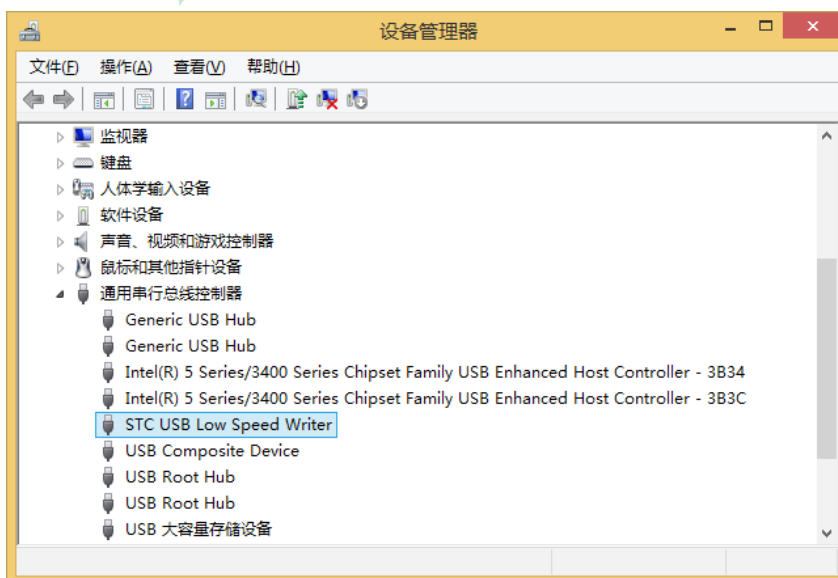 设备管理器
文件(F) 操作(A) 查看(V) 帮助(H)
监视器
键盘
人体学输入设备
软件设备
声音、视频和游戏控制器
鼠标和其他指针设备
通用串行总线控制器
Generic USB Hub
Generic USB Hub
Intel(R) 5 Series/3400 Series Chipset Family USB Enhanced Host Controller - 3B34
Intel(R) 5 Series/3400 Series Chipset Family USB Enhanced Host Controller - 3B3C
STC USB Low Speed Writer
USB Composite Device
USB Root Hub
USB Root Hub
USB 大容量存储设备